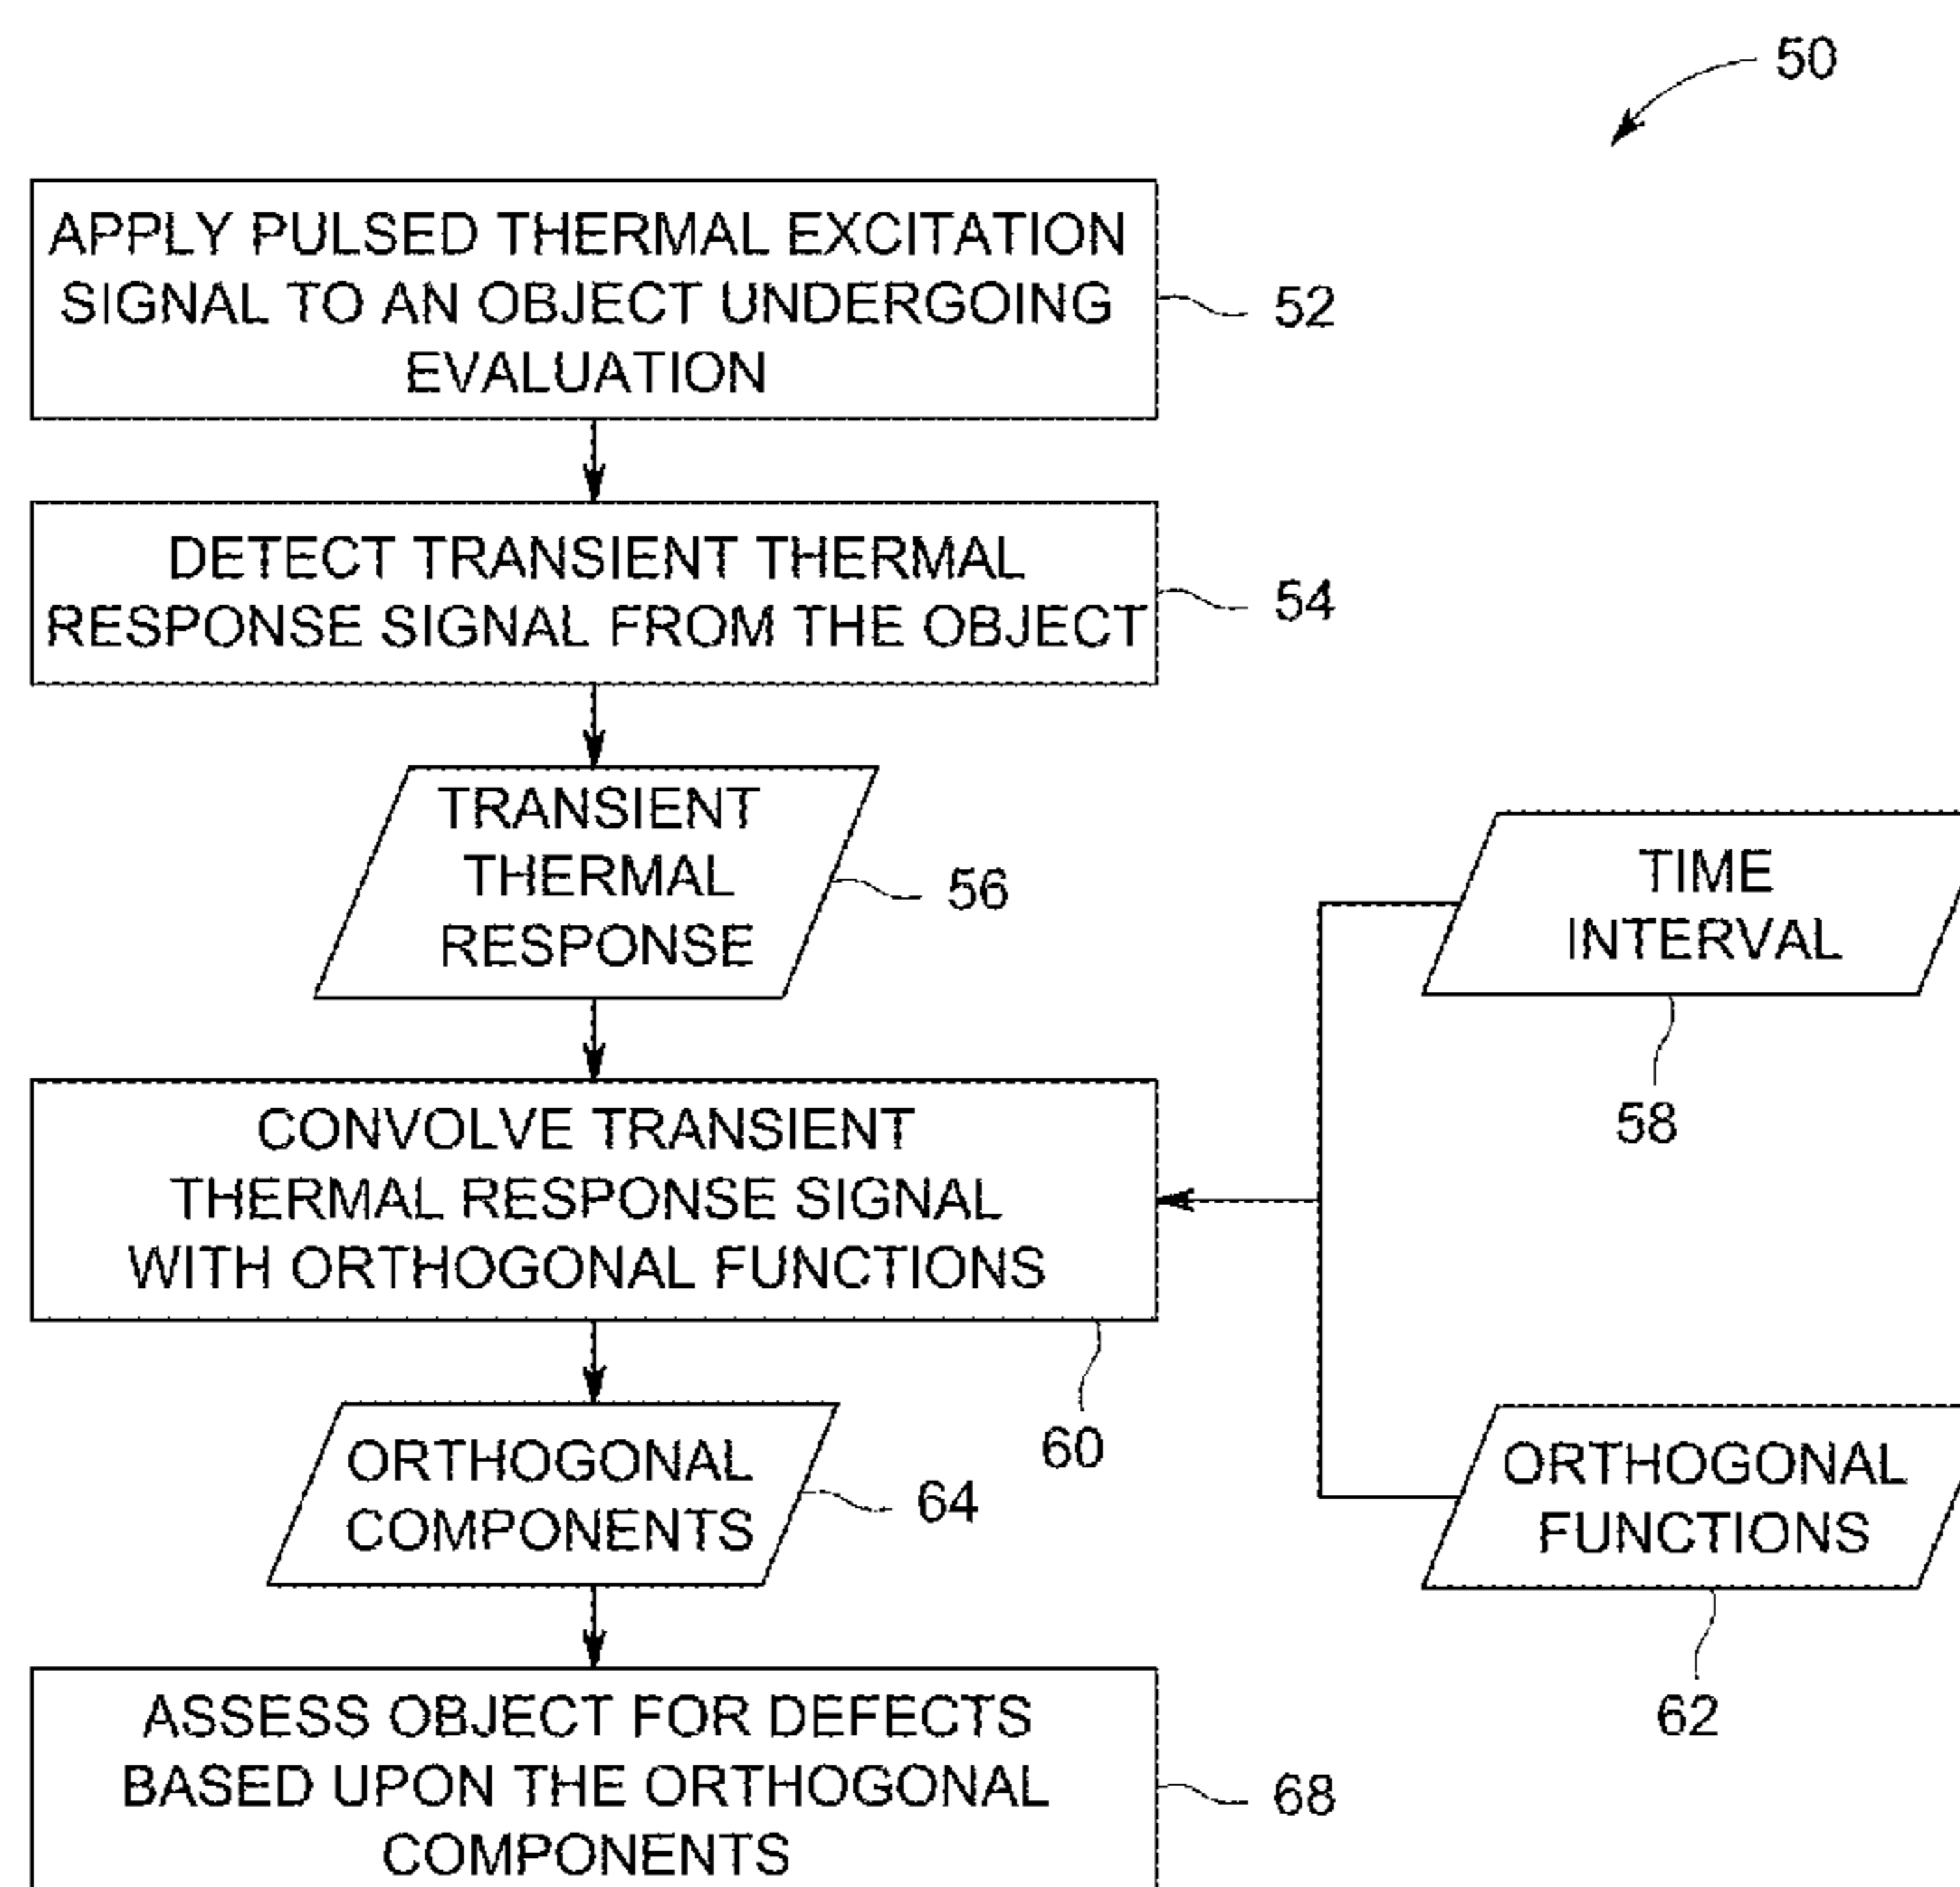 50
APPLY PULSED THERMAL EXCITATION
SIGNAL TO AN OBJECT UNDERGOING
EVALUATION
52
DETECT TRANSIENT THERMAL
RESPONSE SIGNAL FROM THE OBJECT
54
TRANSIENT
THERMAL
RESPONSE
56
TIME
INTERVAL
58
CONVOLVE TRANSIENT
THERMAL RESPONSE SIGNAL
WITH ORTHOGONAL FUNCTIONS
60
ORTHOGONAL
COMPONENTS
64
ORTHOGONAL
FUNCTIONS
62
ASSESS OBJECT FOR DEFECTS
BASED UPON THE ORTHOGONAL
COMPONENTS
68